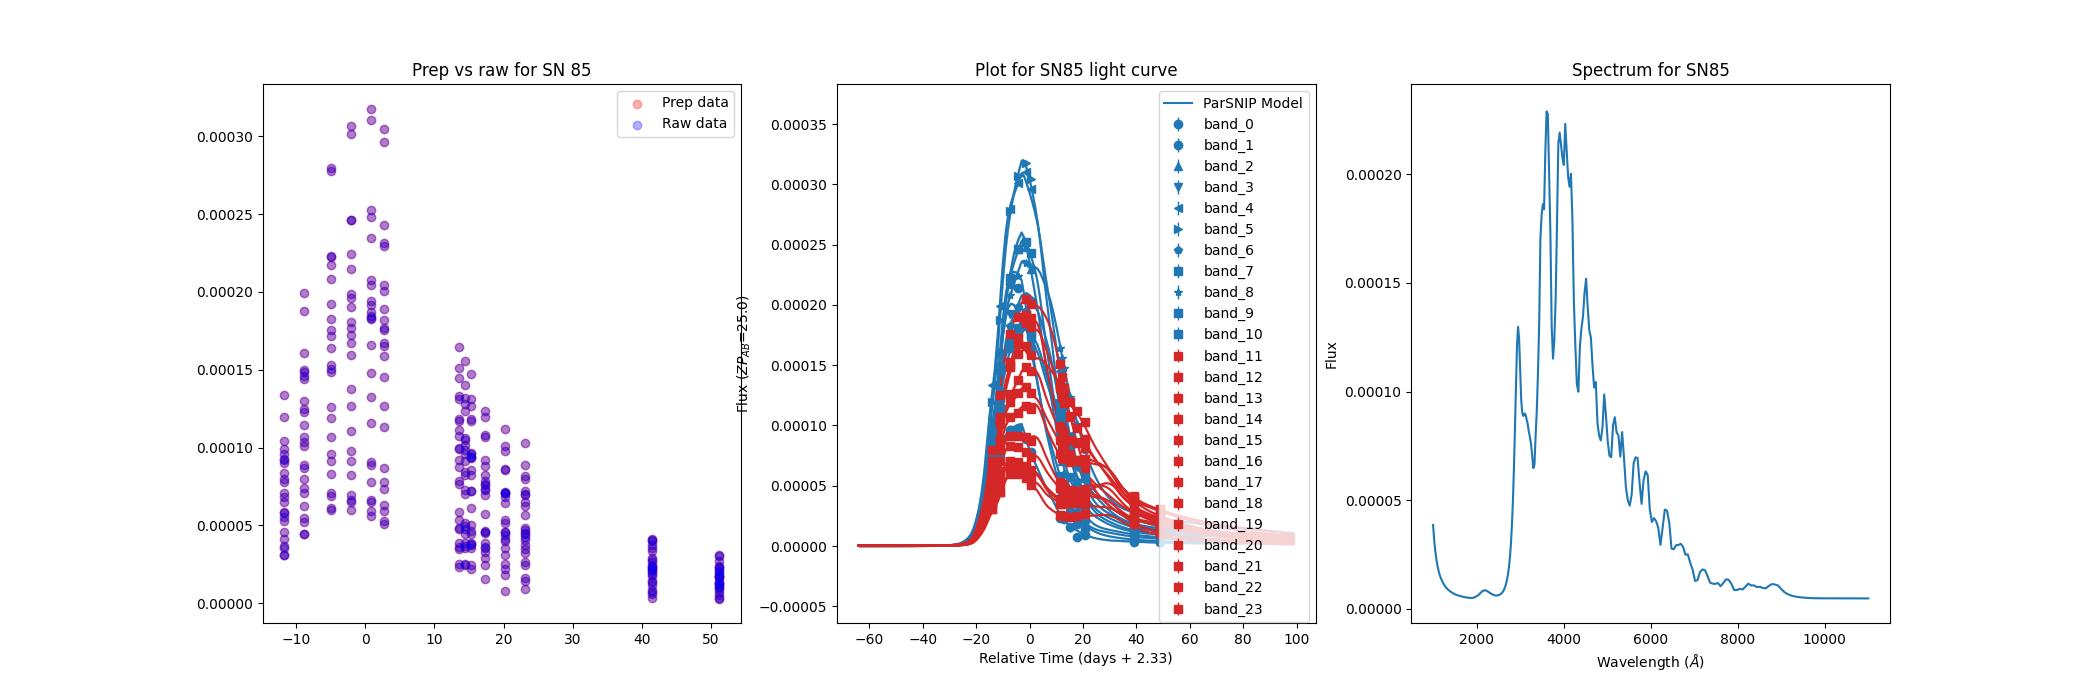 Prep vs raw for SN 85
Prep data
Raw data
0.00030
0.00025
0.00020
0.00015
0.00010
0.00005
0.00000
−10
0
10
20
30
40
50
Plot for SN85 light curve
Flux (ZP_AB=25.0)
0.00035
0.00030
0.00025
0.00020
0.00015
0.00010
0.00005
0.00000
−0.00005
ParSNIP Model
band_0
band_1
band_2
band_3
band_4
band_5
band_6
band_7
band_8
band_9
band_10
band_11
band_12
band_13
band_14
band_15
band_16
band_17
band_18
band_19
band_20
band_21
band_22
band_23
−60
−40
−20
0
20
40
60
80
100
Relative Time (days + 2.33)
Spectrum for SN85
Flux
0.00020
0.00015
0.00010
0.00005
0.00000
2000
4000
6000
8000
10000
Wavelength (Å)